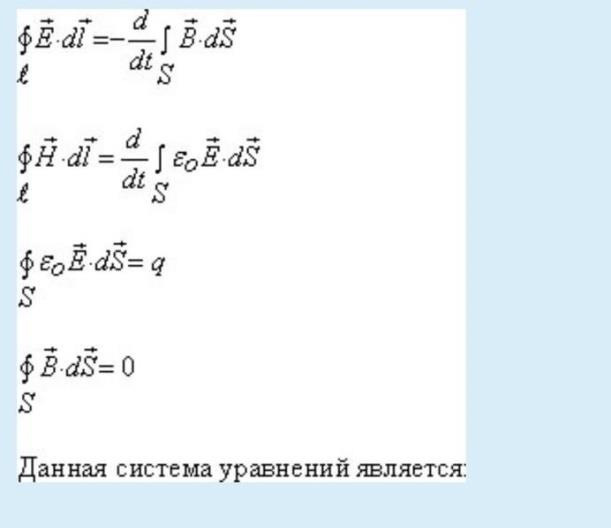 ∮ℓ E⃗·dl⃗ = −d/dt ∫S B⃗·dS⃗
∮ℓ H⃗·dl⃗ = d/dt ∫S ε₀E⃗·dS⃗
∮S ε₀E⃗·dS⃗ = q
∮S B⃗·dS⃗ = 0
Данная система уравнений является: